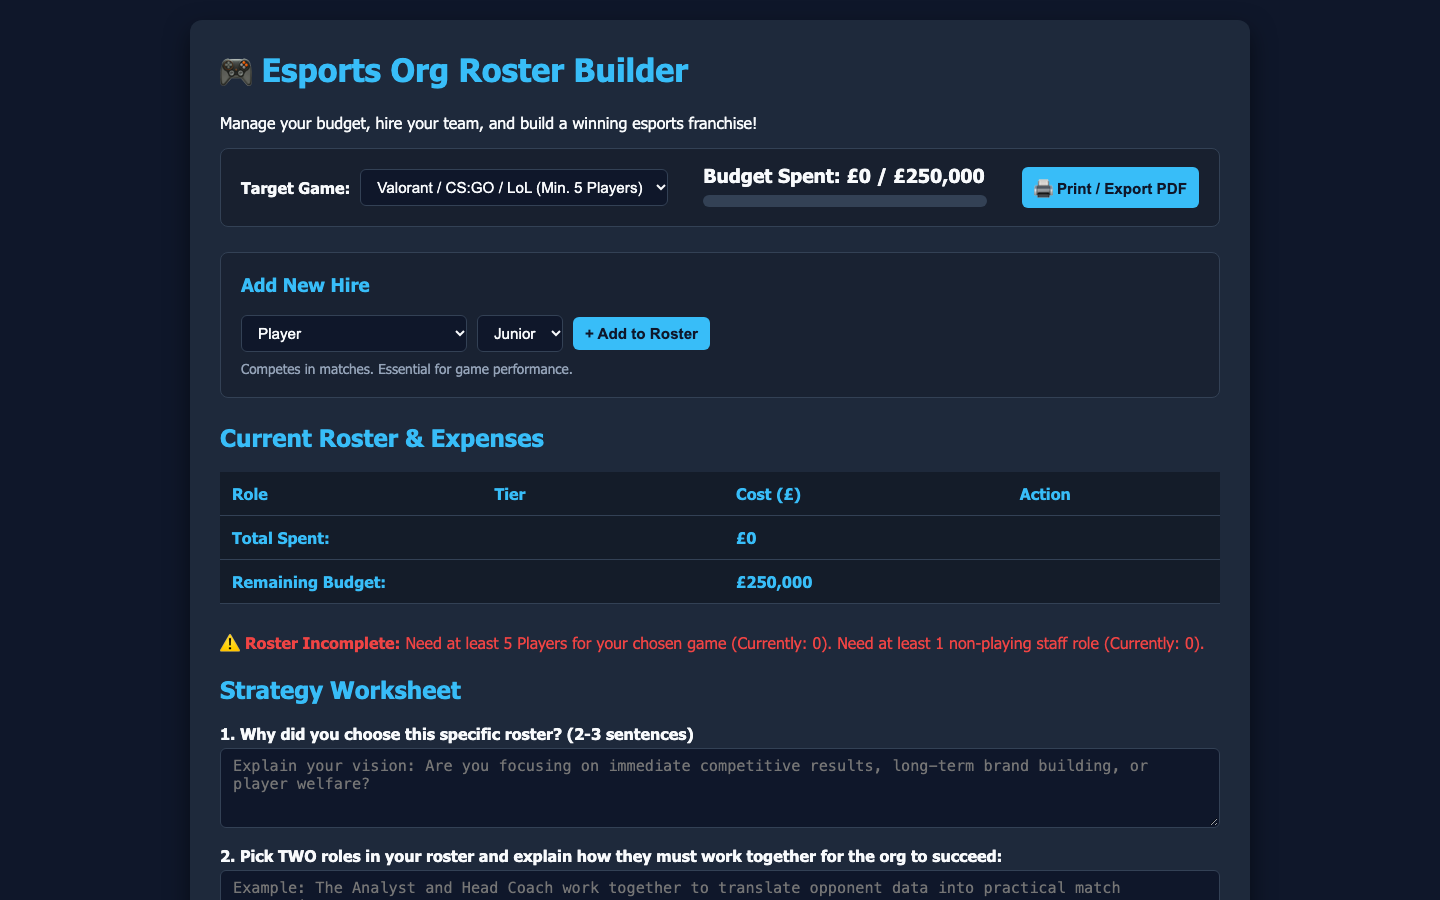 🎮 Esports Org Roster Builder
Manage your budget, hire your team, and build a winning esports franchise!
Target Game: Valorant / CS:GO / LoL (Min. 5 Players)
Budget Spent: £0 / £250,000
🖨️ Print / Export PDF
Add New Hire
Player Junior + Add to Roster
Competes in matches. Essential for game performance.
Current Roster & Expenses
Role Tier Cost (£) Action
Total Spent: £0
Remaining Budget: £250,000
⚠️ Roster Incomplete: Need at least 5 Players for your chosen game (Currently: 0). Need at least 1 non-playing staff role (Currently: 0).
Strategy Worksheet
1. Why did you choose this specific roster? (2-3 sentences)
Explain your vision: Are you focusing on immediate competitive results, long-term brand building, or
player welfare?
2. Pick TWO roles in your roster and explain how they must work together for the org to succeed:
Example: The Analyst and Head Coach work together to translate opponent data into practical match